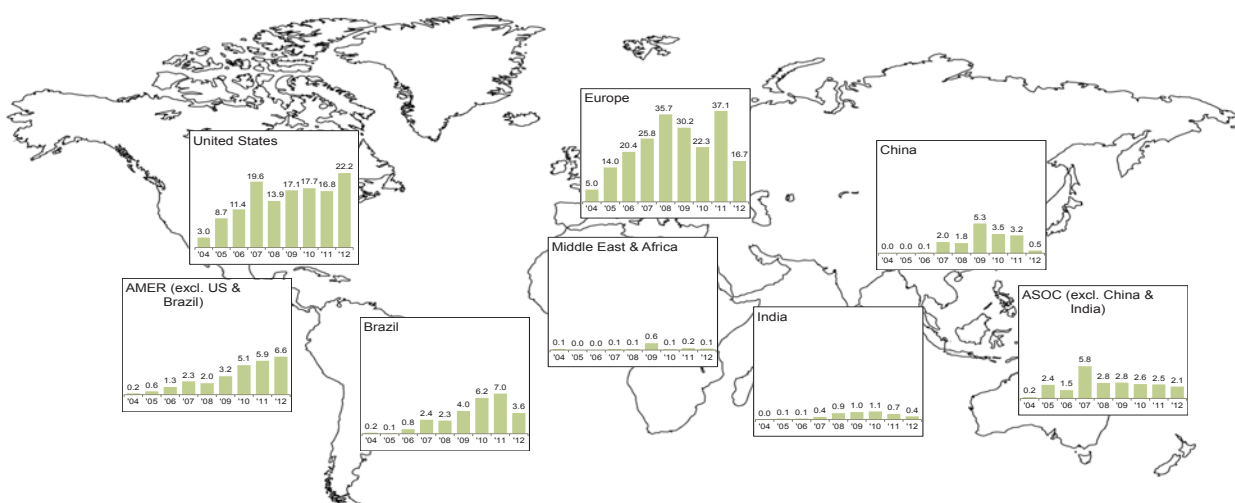 Europe
35.7
37.1
30.2
25.8
22.3
20.4
16.7
14.0
5.0
'04 '05 '06 '07 '08 '09 '10 '11 '12
United States
22.2
19.6
17.1 17.7 16.8
13.9
11.4
8.7
3.0
'04 '05 '06 '07 '08 '09 '10 '11 '12
China
5.3
3.5 3.2
2.0 1.8
0.0 0.0 0.1
0.5
'04 '05 '06 '07 '08 '09 '10 '11 '12
Middle East & Africa
0.1 0.0 0.0 0.1 0.1 0.6 0.1 0.2 0.1
'04 '05 '06 '07 '08 '09 '10 '11 '12
AMER (excl. US &
Brazil)
0.2 0.6 1.3 2.3 2.0 3.2 5.1 5.9 6.6
'04 '05 '06 '07 '08 '09 '10 '11 '12
Brazil
0.2 0.1 0.8 2.4 2.3 4.0 6.2 7.0 3.6
'04 '05 '06 '07 '08 '09 '10 '11 '12
India
0.0 0.1 0.1 0.4 0.9 1.0 1.1 0.7 0.4
'04 '05 '06 '07 '08 '09 '10 '11 '12
ASOC (excl. China &
India)
0.2 2.4 1.5 5.8 2.8 2.8 2.6 2.5 2.1
'04 '05 '06 '07 '08 '09 '10 '11 '12